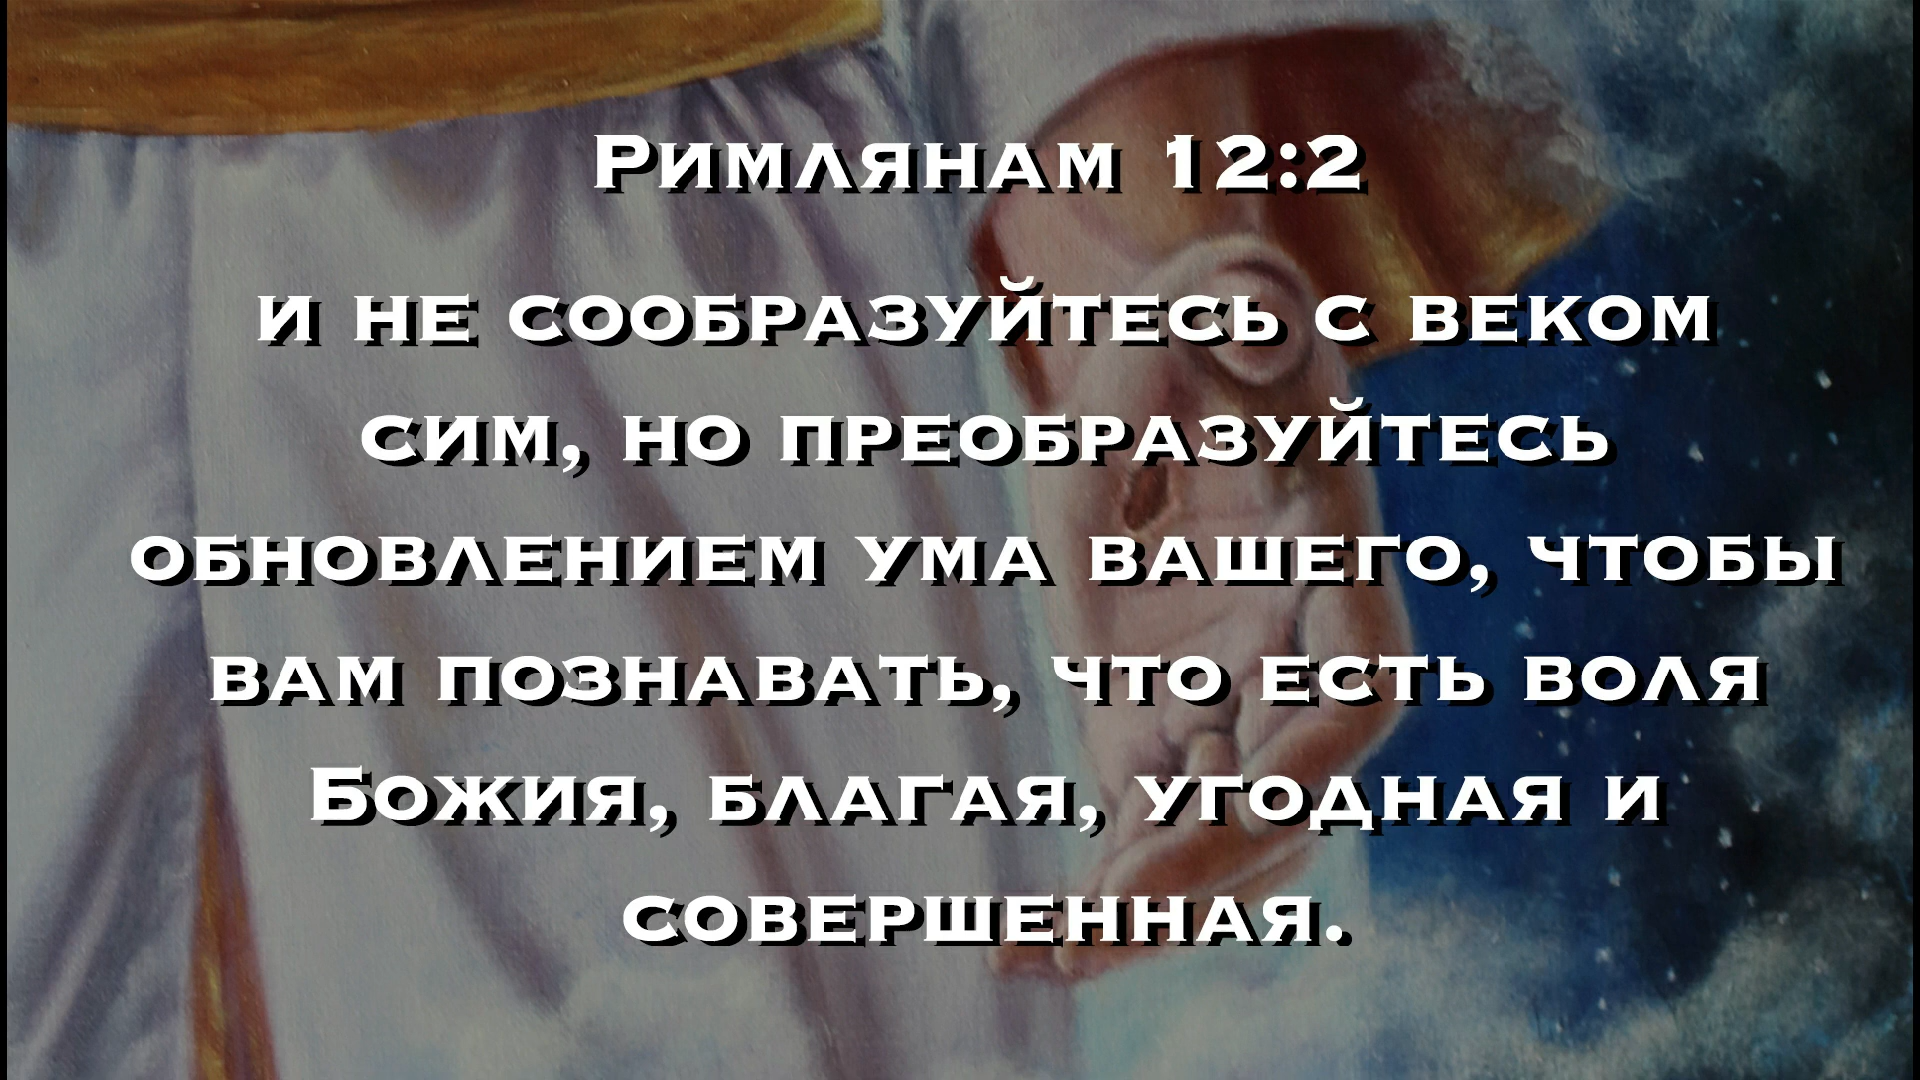 Римлянам 12:2
и не сообразуйтесь с веком
сим, но преобразуйтесь
обновлением ума вашего, чтобы
вам познавать, что есть воля
Божия, благая, угодная и
совершенная.